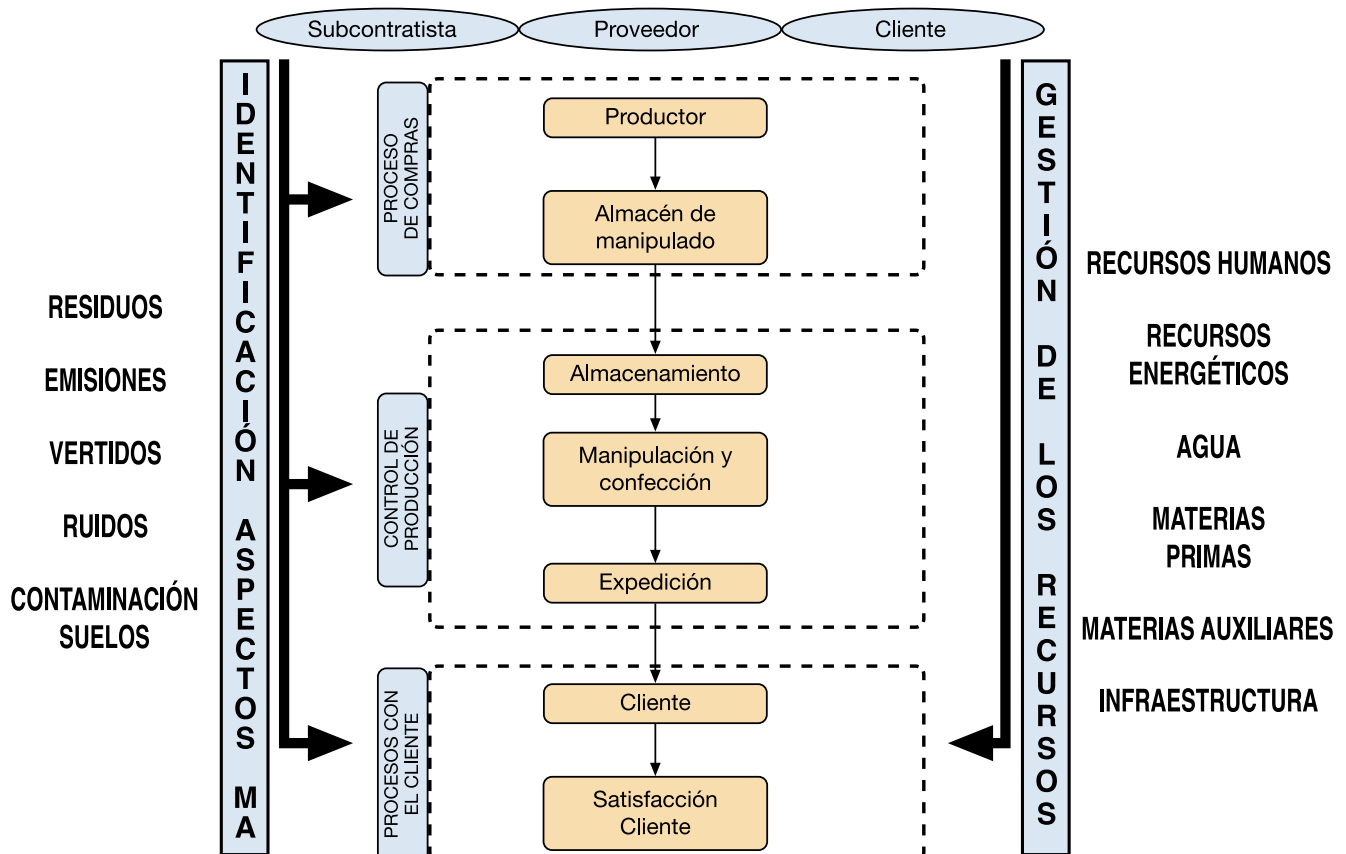 Subcontratista
Proveedor
Cliente
IDENTIFICACIÓN ASPECTOS MA
RESIDUOS
EMISIONES
VERTIDOS
RUIDOS
CONTAMINACIÓN
SUELOS
PROCESO
DE COMPRAS
Productor
Almacén de
manipulado
CONTROL DE
PRODUCCIÓN
Almacenamiento
Manipulación y
confección
Expedición
PROCESOS CON
EL CLIENTE
Cliente
Satisfacción
Cliente
GESTIÓN DE LOS RECURSOS
RECURSOS HUMANOS
RECURSOS
ENERGÉTICOS
AGUA
MATERIAS
PRIMAS
MATERIAS AUXILIARES
INFRAESTRUCTURA